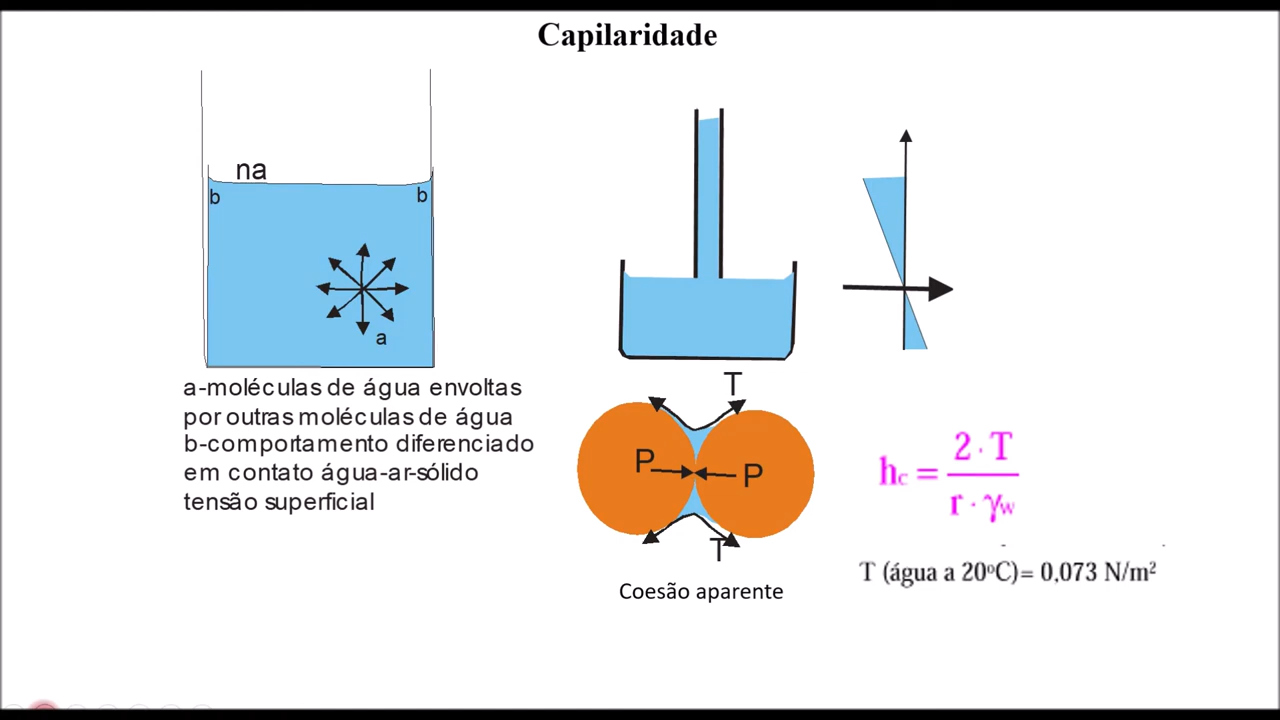 Capilaridade
na
b
b
a
a-moléculas de água envoltas
por outras moléculas de água
b-comportamento diferenciado
em contato água-ar-sólido
tensão superficial
T
P
P
T
Coesão aparente
hc = 2 · T / r · γw
T (água a 20ºC)= 0,073 N/m²